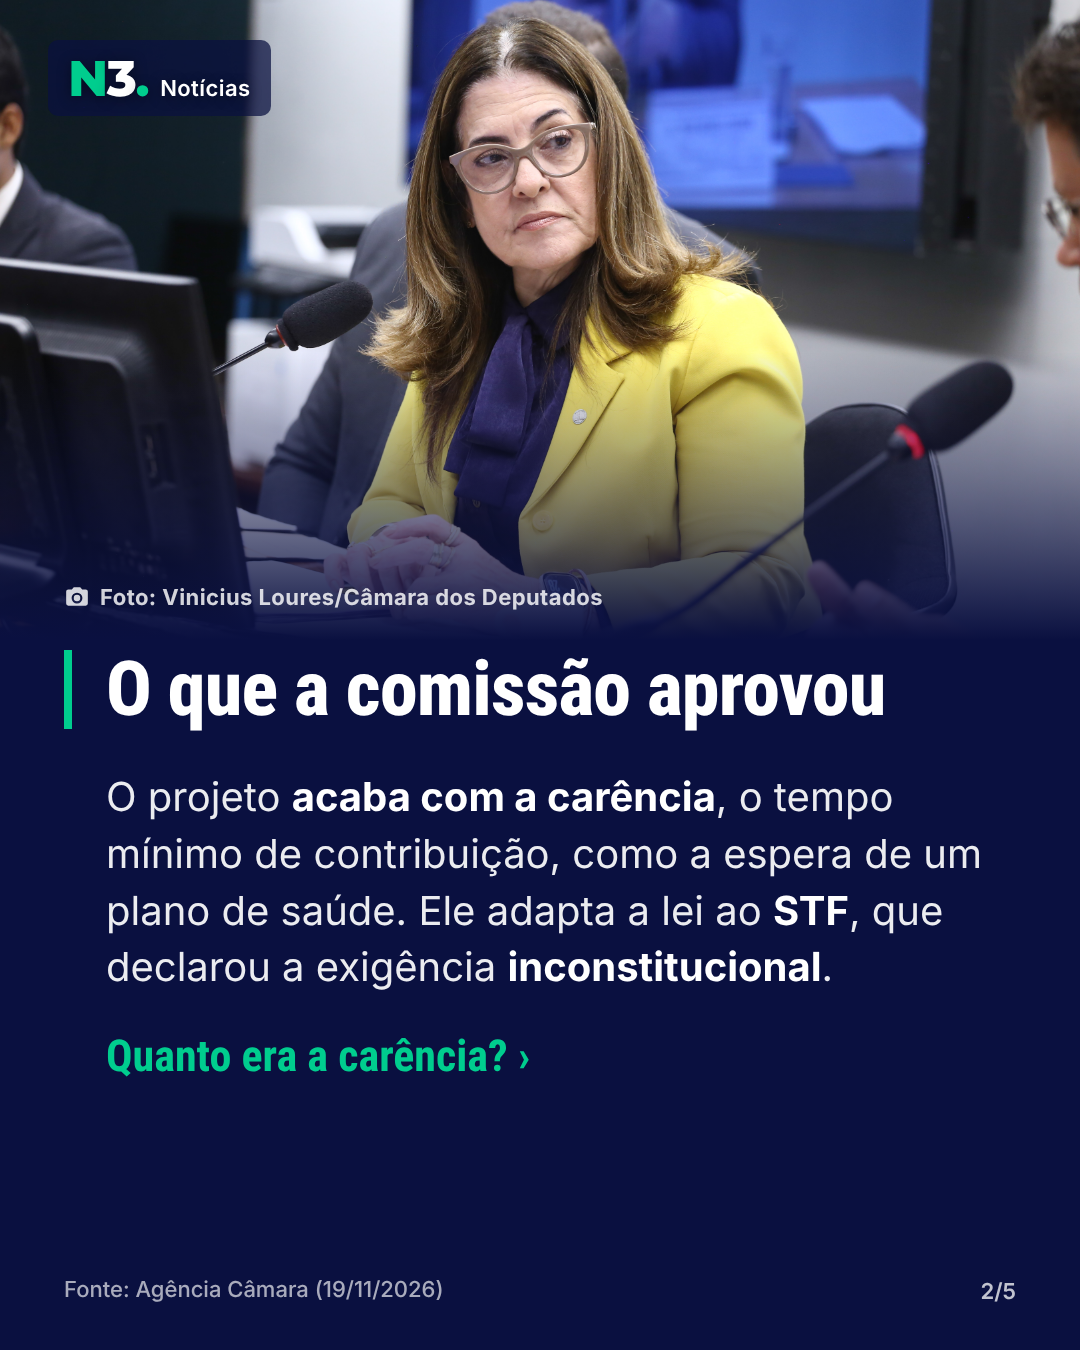 N3. Notícias
Foto: Vinicius Loures/Câmara dos Deputados
O que a comissão aprovou
O projeto acaba com a carência, o tempo
mínimo de contribuição, como a espera de um
plano de saúde. Ele adapta a lei ao STF, que
declarou a exigência inconstitucional.
Quanto era a carência? ›
Fonte: Agência Câmara (19/11/2026)
2/5